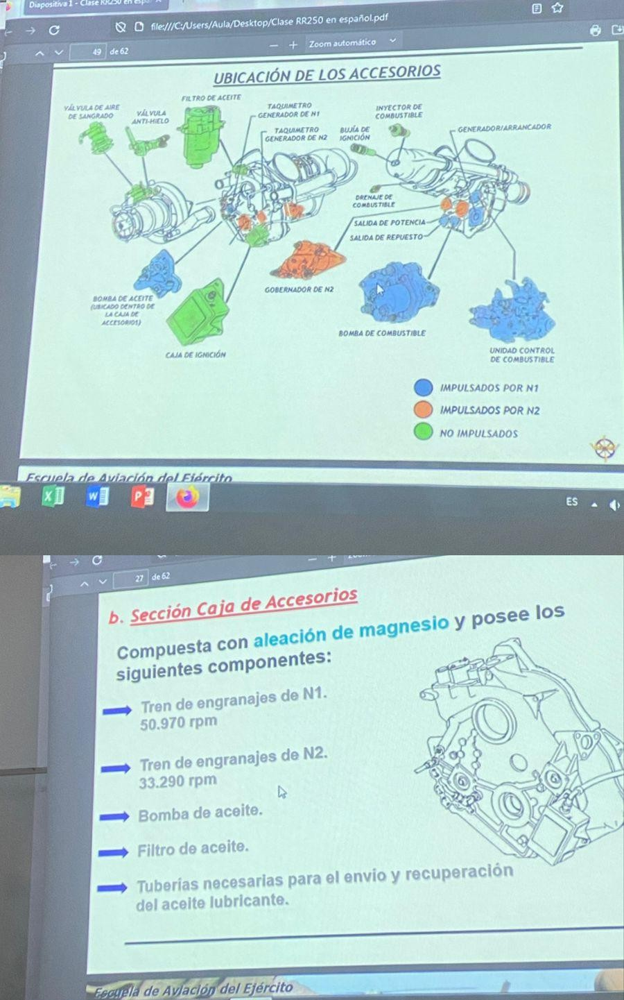 Diapositiva 1 - Clase RR250 en espa
file:///C:/Users/Aula/Desktop/Clase RR250 en español.pdf
49 de 62
Zoom automático
UBICACIÓN DE LOS ACCESORIOS
VÁLVULA DE AIRE
DE SANGRADO
VÁLVULA
ANTI-HIELO
FILTRO DE ACEITE
TAQUIMETRO
GENERADOR DE N1
TAQUIMETRO
GENERADOR DE N2
BUJÍA DE
IGNICIÓN
INYECTOR DE
COMBUSTIBLE
GENERADOR/ARRANCADOR
DRENAJE DE
COMBUSTIBLE
SALIDA DE POTENCIA
SALIDA DE REPUESTO
GOBERNADOR DE N2
BOMBA DE ACEITE
(UBICADO DENTRO DE
LA CAJA DE
ACCESORIOS)
CAJA DE IGNICIÓN
BOMBA DE COMBUSTIBLE
UNIDAD CONTROL
DE COMBUSTIBLE
IMPULSADOS POR N1
IMPULSADOS POR N2
NO IMPULSADOS
Escuela de Aviación del Ejército
ES
27 de 62
b. Sección Caja de Accesorios
Compuesta con aleación de magnesio y posee los
siguientes componentes:
Tren de engranajes de N1.
50.970 rpm
Tren de engranajes de N2.
33.290 rpm
Bomba de aceite.
Filtro de aceite.
Tuberías necesarias para el envio y recuperación
del aceite lubricante.
Escuela de Aviación del Ejército